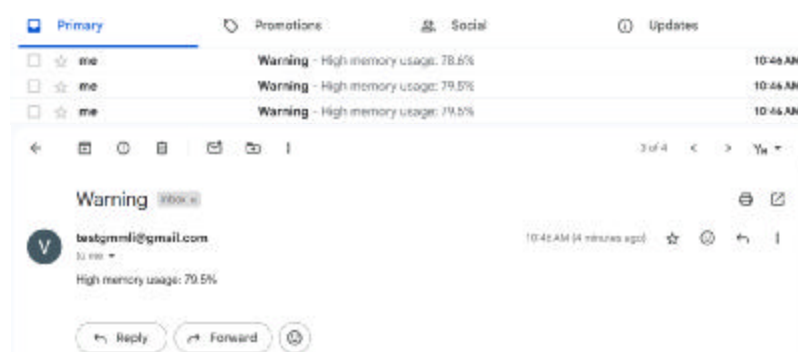 Primary Promotions Social Updates
me Warning - High memory usage: 78.6% 10:46 AM
me Warning - High memory usage: 79.5% 10:46 AM
me Warning - High memory usage: 79.5% 10:46 AM
3 of 4
Warning Inbox x
testgmmli@gmail.com 10:46 AM (4 minutes ago)
to me
V
High memory usage: 79.5%
Reply Forward